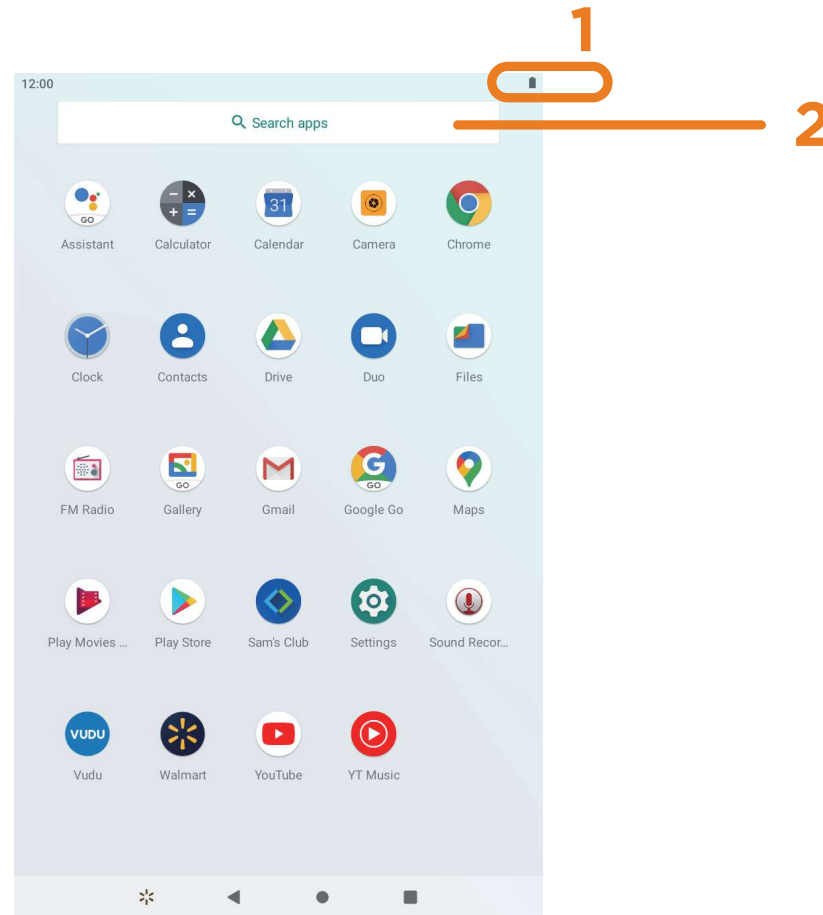 1
12:00
Search apps
2
GO
31
Assistant Calculator Calendar Camera Chrome
Clock Contacts Drive Duo Files
GO G GO
FM Radio Gallery Gmail Google Go Maps
Play Movies ... Play Store Sam's Club Settings Sound Recor...
VUDU
Vudu Walmart YouTube YT Music